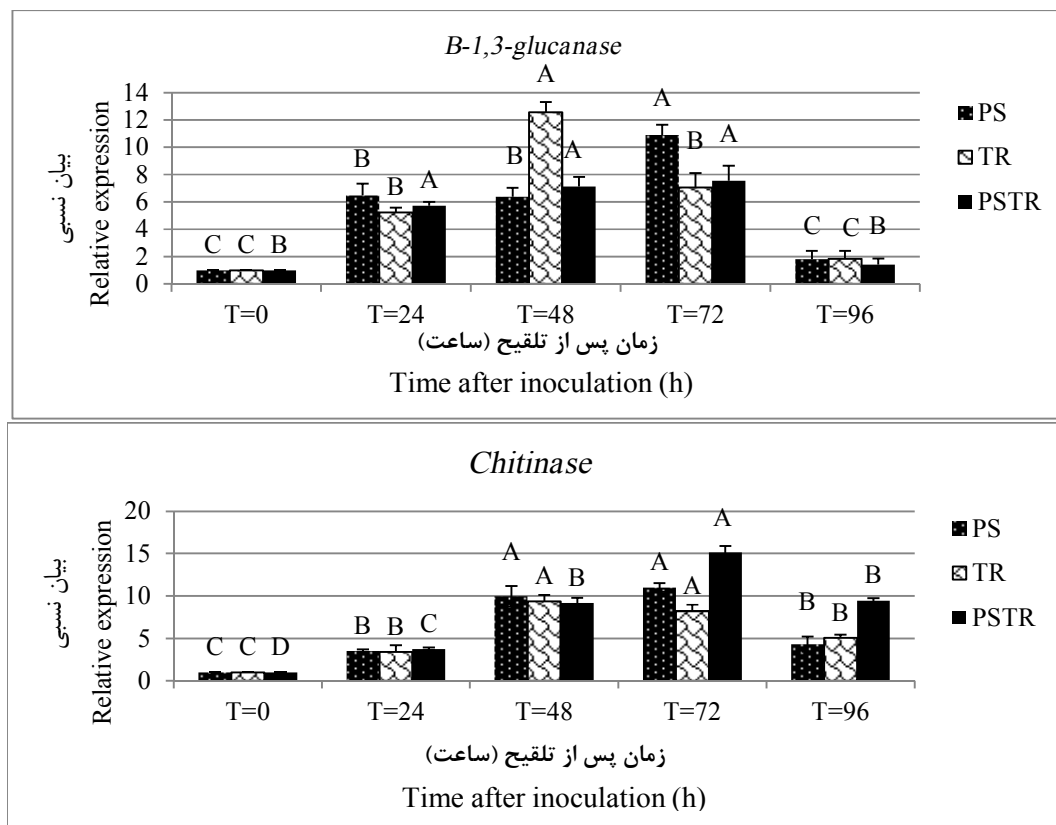 B-1,3-glucanase
بیان نسبی
Relative expression
14
12
10
8
6
4
2
0
C C B
B B A
B A A
A B A
C C B
T=0 T=24 T=48 T=72 T=96
زمان پس از تلقیح (ساعت)
Time after inoculation (h)
PS
TR
PSTR
Chitinase
بیان نسبی
Relative expression
20
15
10
5
0
C C D
B B C
A A B
A A A
B B B
T=0 T=24 T=48 T=72 T=96
زمان پس از تلقیح (ساعت)
Time after inoculation (h)
PS
TR
PSTR